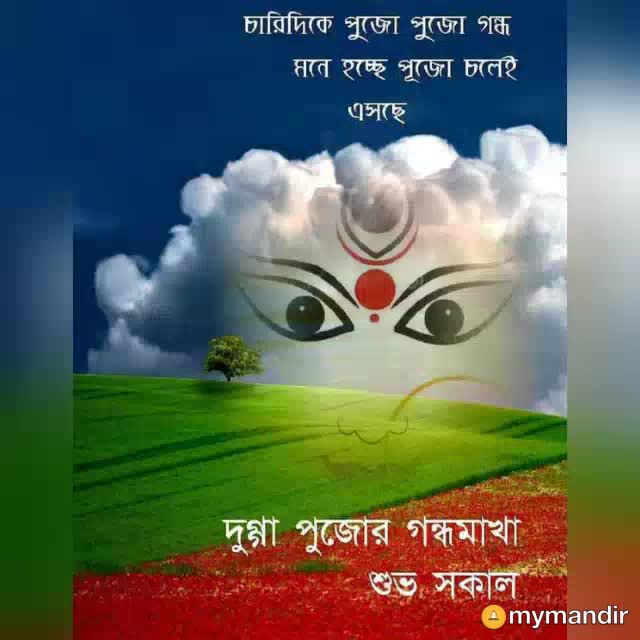 চারিদিকে পুজো পুজো গন্ধ
মনে হচ্ছে পূজো চলেই
এসছে
দুগ্গা পুজোর গন্ধমাখা
শুভ সকাল
mymandir